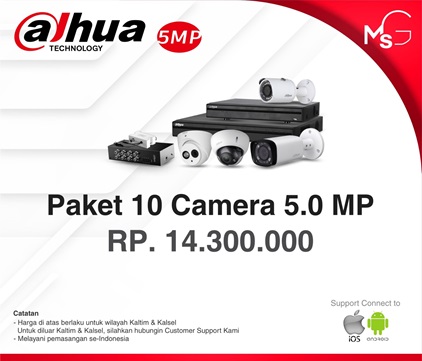 alhua
TECHNOLOGY
5MP
MsG
Paket 10 Camera 5.0 MP
RP. 14.300.000
Catatan
- Harga di atas berlaku untuk wilayah Kaltim & Kalsel
Untuk diluar Kaltim & Kalsel, silahkan hubungin Customer Support Kami
- Melayani pemasangan se-Indonesia
Support Connect to
iOS
android